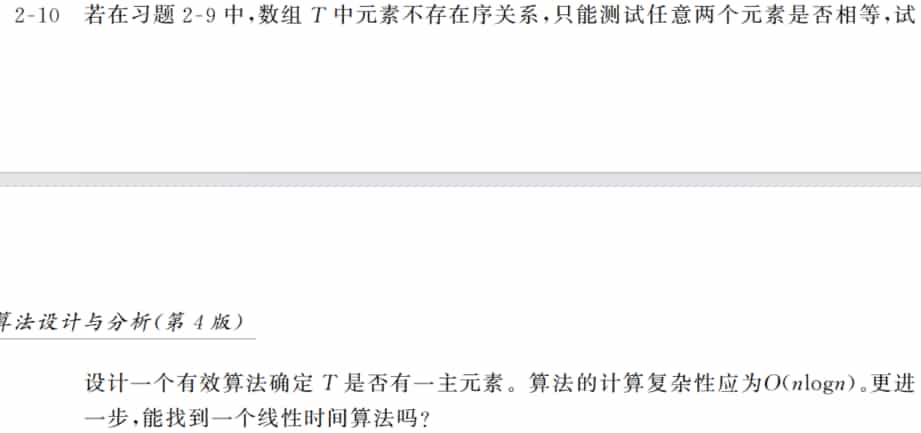 2-10 若在习题 2-9 中,数组 T 中元素不存在序关系,只能测试任意两个元素是否相等,试
算法设计与分析(第 4 版)
设计一个有效算法确定 T 是否有一主元素。算法的计算复杂性应为O(nlogn)。更进
一步,能找到一个线性时间算法吗?